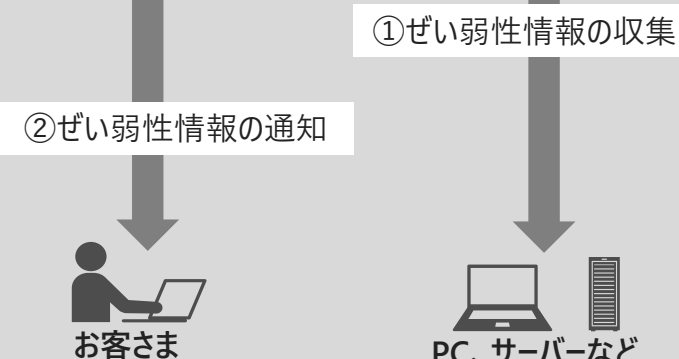 ①ぜい弱性情報の収集
②ぜい弱性情報の通知
お客さま
PC、サーバーなど